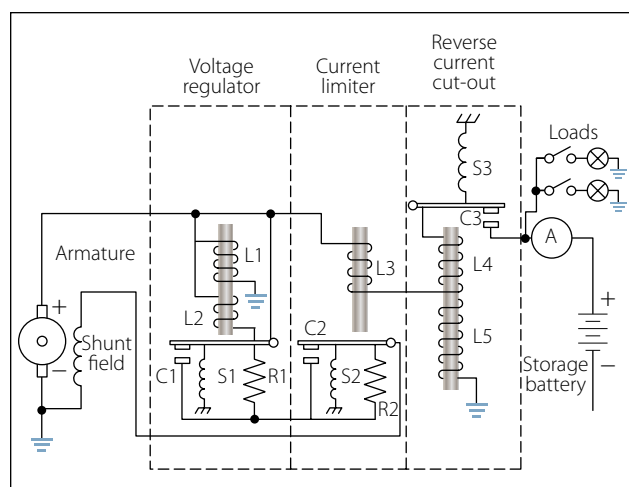 Voltage
regulator
Current
limiter
Reverse
current
cut-out
Loads
S3
C3
A
Armature
L1
L3
L4
L2
+
C2
L5
+
Shunt
field
−
C1
S1
R1
S2
R2
Storage
battery
−